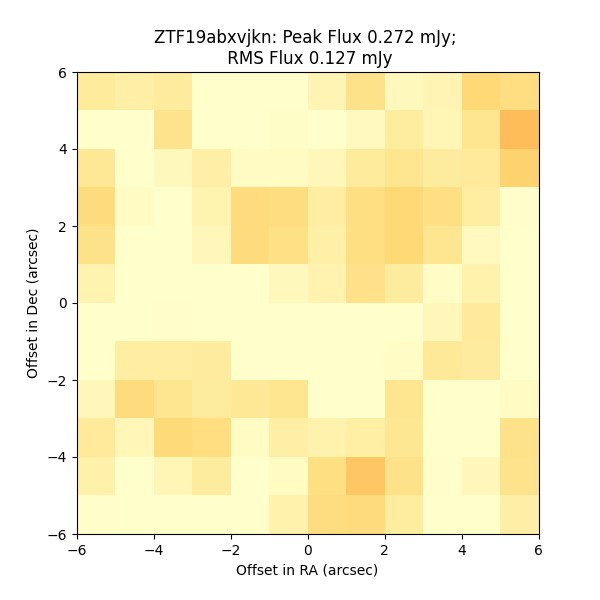 ZTF19abxvjkn: Peak Flux 0.272 mJy;
RMS Flux 0.127 mJy
6
4
2
0
−2
−4
−6
Offset in Dec (arcsec)
−6 −4 −2 0 2 4 6
Offset in RA (arcsec)